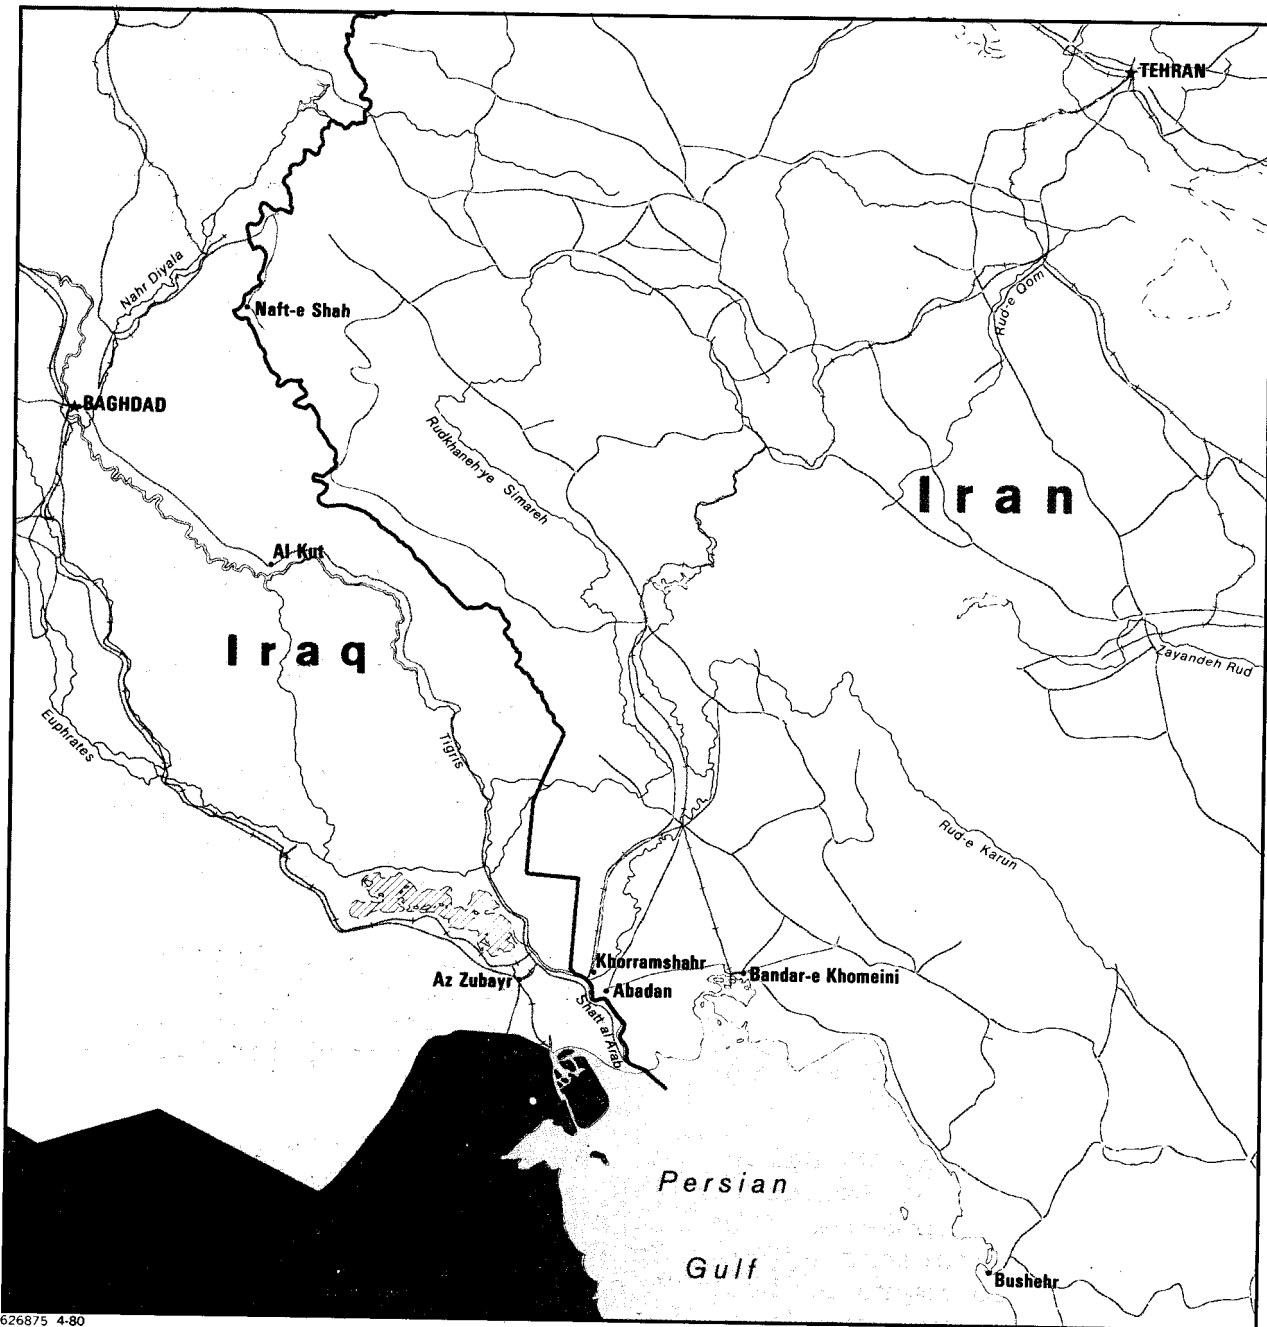 TEHRAN
Nahr Diyala
Naft-e Shah
Rud-e Qom
BAGHDAD
Rudkhaneh-ye Simareh
Iran
Al Kut
Iraq
Zayandeh Rud
Euphrates
Tigris
Rud-e Karun
Khorramshahr
Az Zubayr
Abadan
Bandar-e Khomeini
Shatt al Arab
Persian
Gulf
Bushehr
626875 4-80